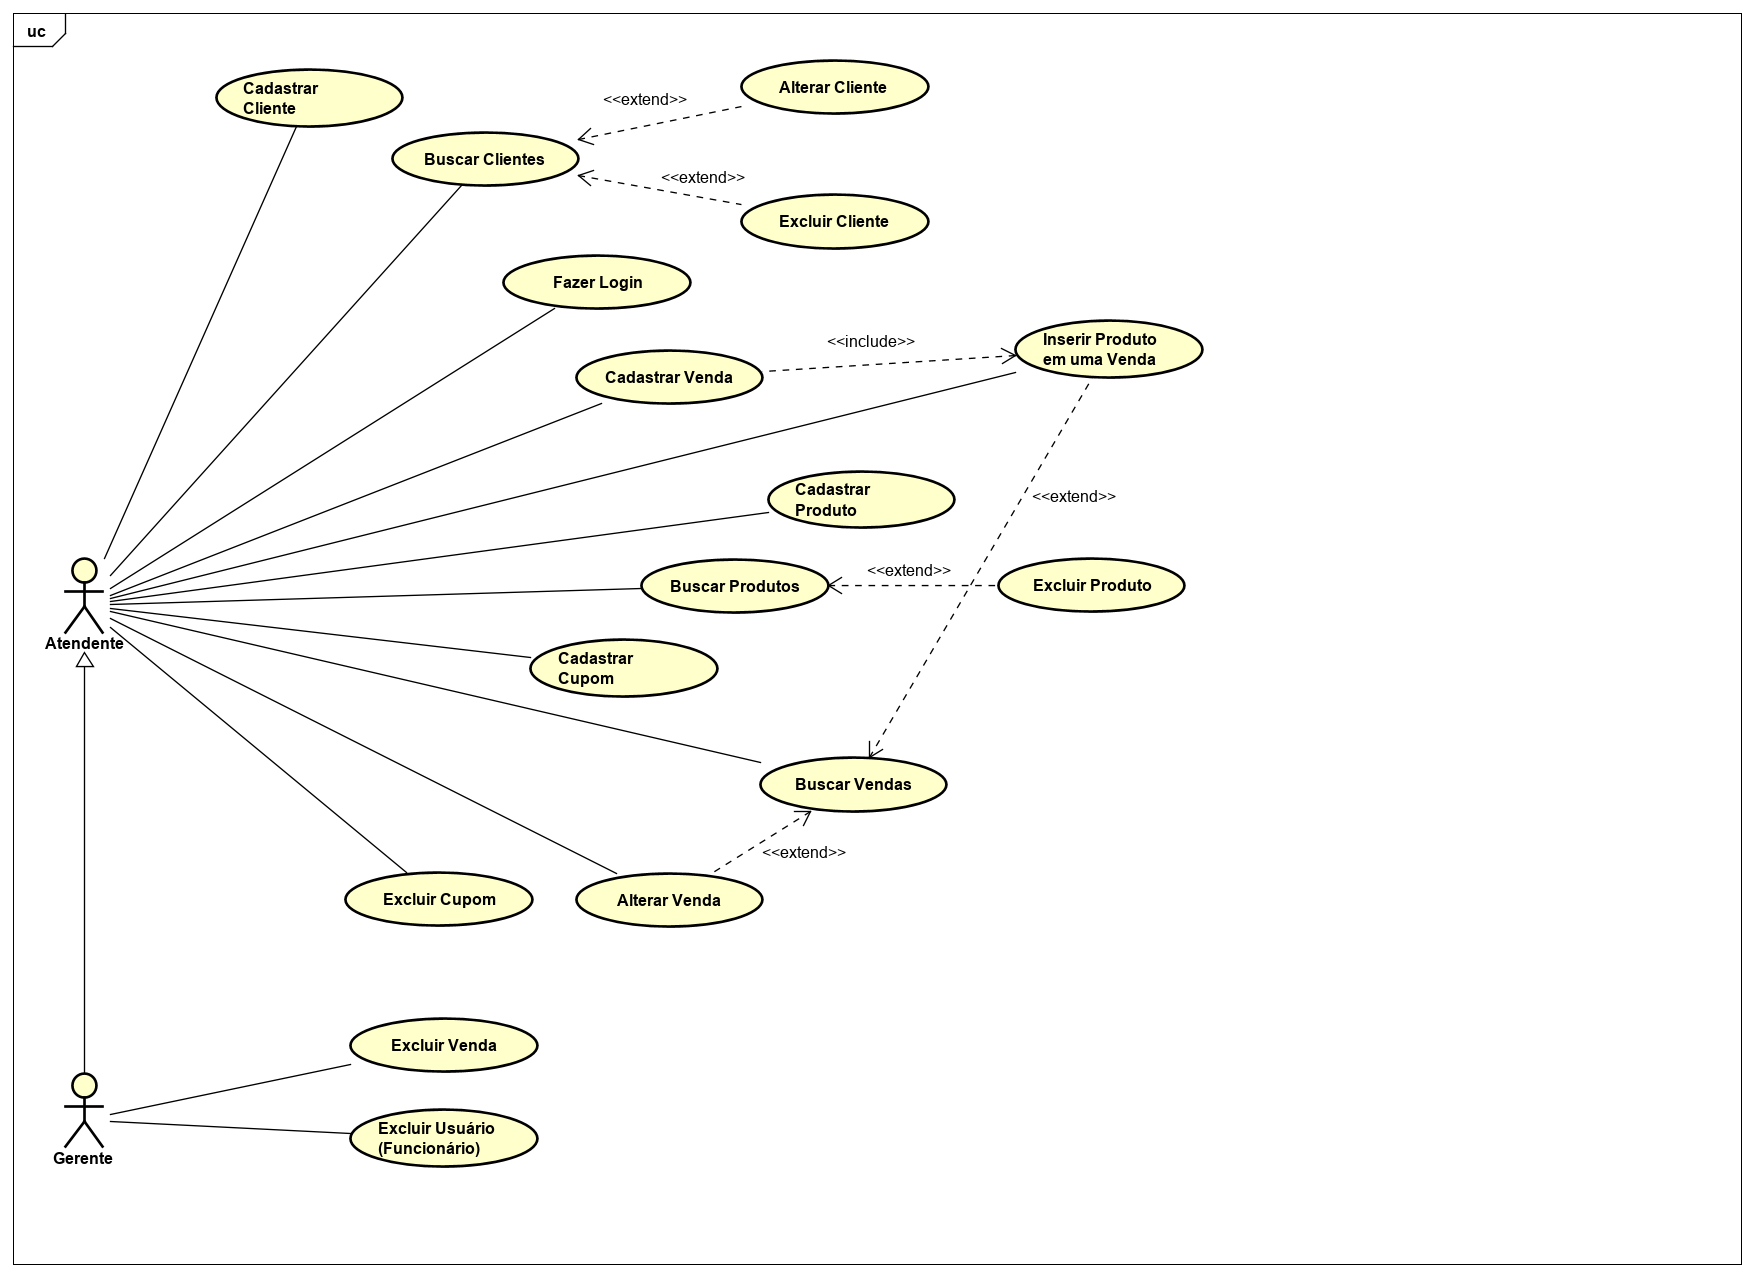 uc
Cadastrar
Cliente
Alterar Cliente
<<extend>>
Buscar Clientes
<<extend>>
Excluir Cliente
Fazer Login
<<include>>
Inserir Produto
em uma Venda
Cadastrar Venda
Cadastrar
Produto
<<extend>>
<<extend>>
Buscar Produtos
Excluir Produto
Atendente
Cadastrar
Cupom
Buscar Vendas
<<extend>>
Excluir Cupom
Alterar Venda
Excluir Venda
Excluir Usuário
(Funcionário)
Gerente